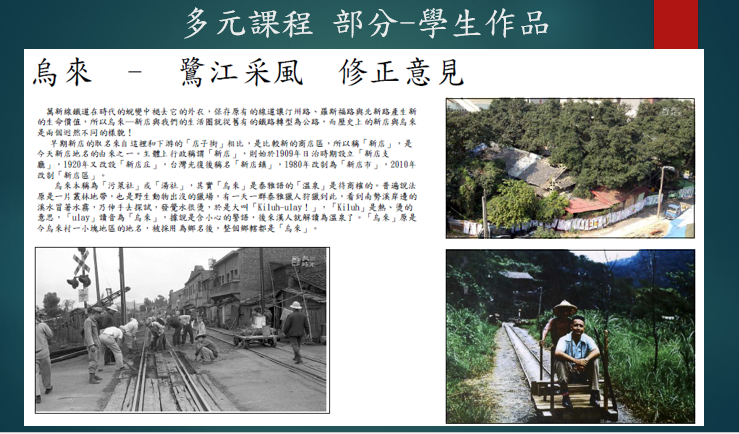 多元課程 部分-學生作品
烏來 - 鷺江采風 修正意見
萬新線鐵道在時代的蛻變中褪去它的外衣,保存原有的線道讓汀州路、羅斯福路與北新路產生新
的生命價值,所以烏來—新店與我們的生活圈就從舊有的鐵路轉型為公路,而歷史上的新店與烏來
是兩個迥然不同的樣貌!
早期新店的取名來自這裡和下游的「店子街」相比,是比較新的商店區,所以稱「新店」,是
今天新店地名的由來之一。主體上行政稱謂「新店」,則始於1909年日治時期設立「新店支
廳」,1920年又改設「新店庄」,台灣光復後稱名「新店鎮」,1980年改制為「新店市」,2010年
改制「新店區」。
烏來本稱為「污萊社」或「湯社」,其實「烏來」是泰雅語的「溫泉」是待商榷的。普遍說法
原是一片叢林地帶,也是野生動物出沒的獵場,有一天一群泰雅獵人狩獵到此,看到南勢溪岸邊的
溪水冒著冰霧,乃伸手去探試,發覺水很燙,於是大叫「Kiluh-ulay!」,「Kiluh」是熱、燙的
意思,「ulay」讀音為「烏來」,據說是令小心的警語,後來漢人就解讀為溫泉了。「烏來」原是
今烏來村一小塊地區的地名,被採用為鄉名後,整個鄉轄都是「烏來」。